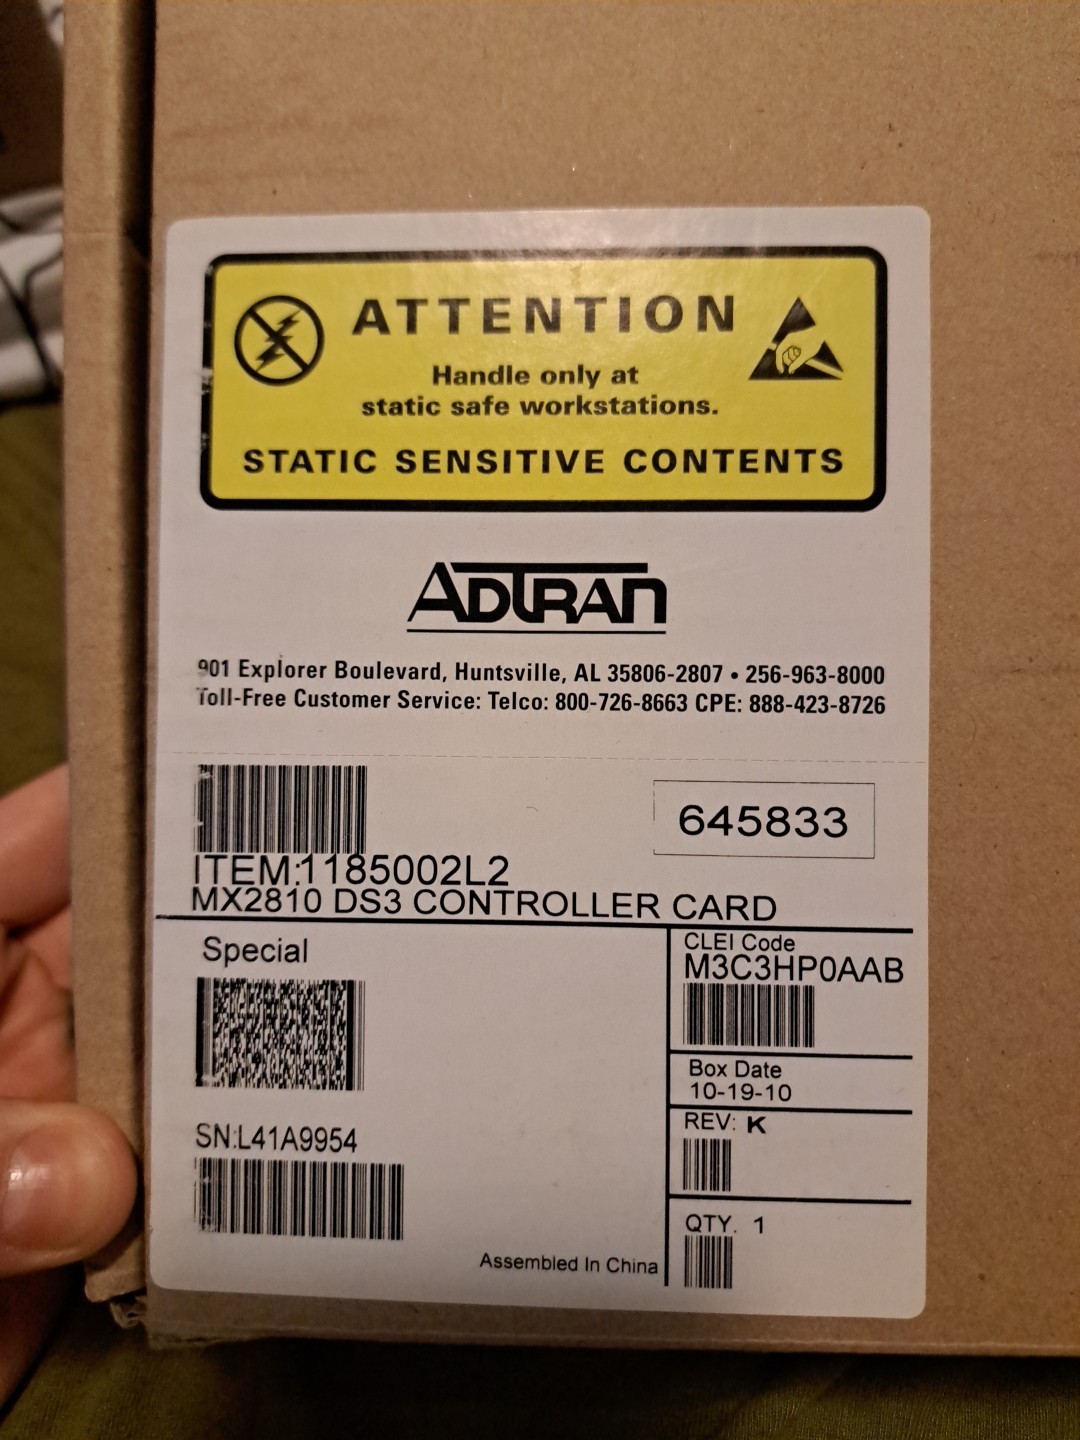 ATTENTION
Handle only at
static safe workstations.
STATIC SENSITIVE CONTENTS
ADTRAN
901 Explorer Boulevard, Huntsville, AL 35806-2807 • 256-963-8000
Toll-Free Customer Service: Telco: 800-726-8663 CPE: 888-423-8726
645833
ITEM:1185002L2
MX2810 DS3 CONTROLLER CARD
Special
CLEI Code
M3C3HP0AAB
Box Date
10-19-10
REV: K
SN:L41A9954
QTY. 1
Assembled In China